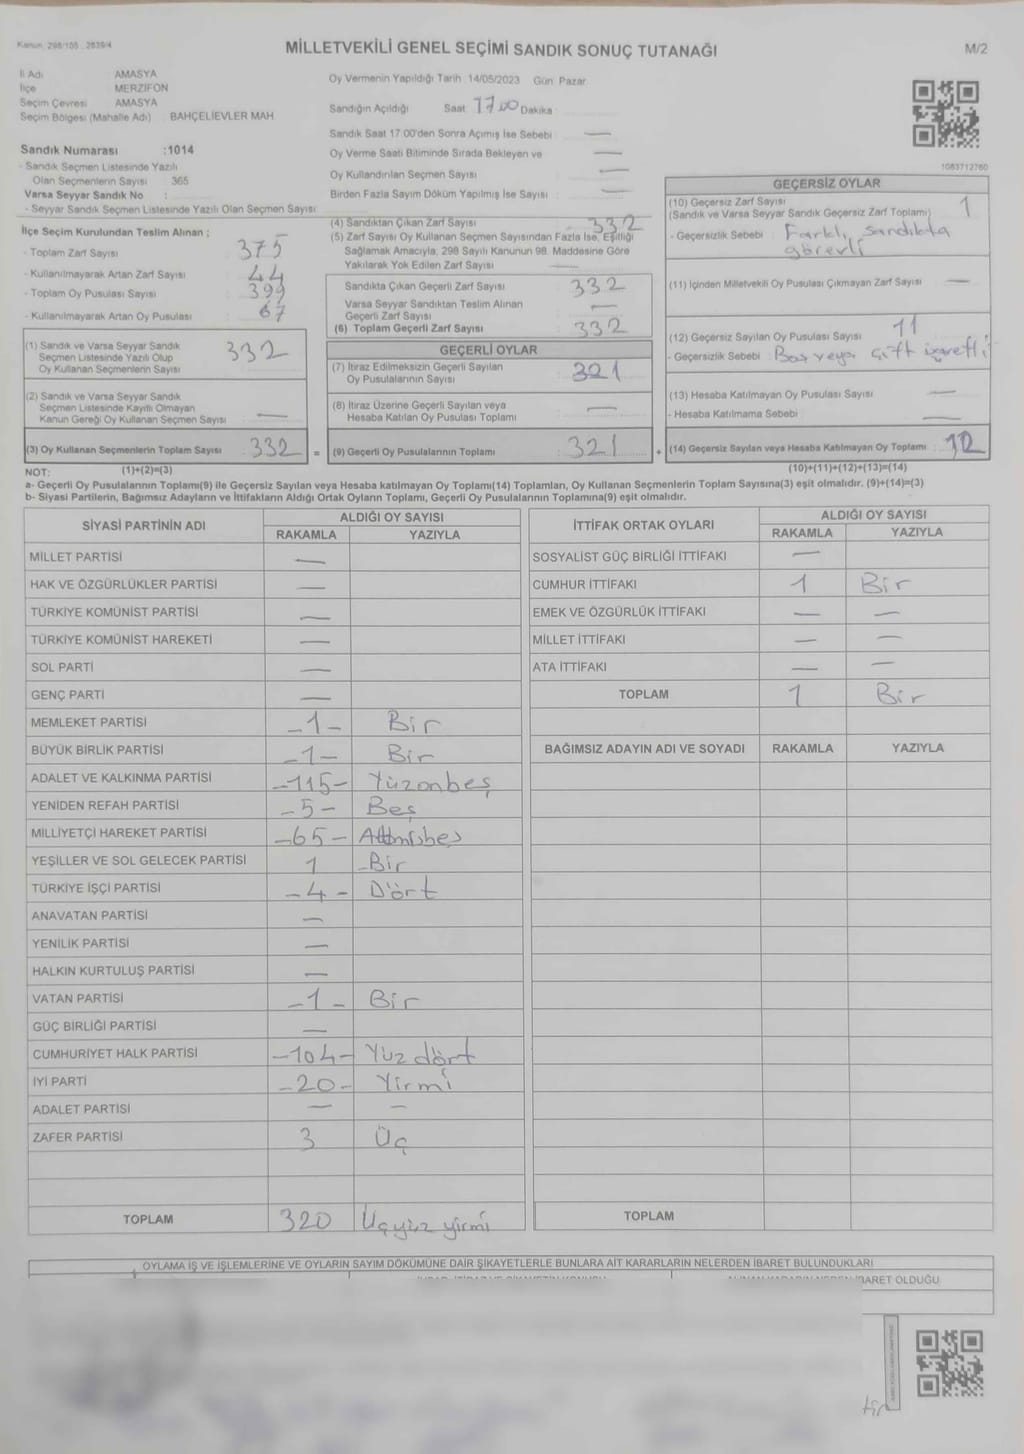 Kanun: 298/105 , 2839/4
MİLLETVEKİLİ GENEL SEÇİMİ SANDIK SONUÇ TUTANAĞI
M/2
İl Adı AMASYA
İlçe MERZİFON
Seçim Çevresi AMASYA
Seçim Bölgesi (Mahalle Adı) : BAHÇELİEVLER MAH
Oy Vermenin Yapıldığı Tarih :14/05/2023 Gün: Pazar
Sandığın Açıldığı Saat: 17.00 Dakika :
Sandık Saat 17.00'den Sonra Açımış İse Sebebi : —
Oy Verme Saati Bitiminde Sırada Bekleyen ve —
Oy Kullandırılan Seçmen Sayısı : —
Birden Fazla Sayım Döküm Yapılmış İse Sayısı : —
Sandık Numarası :1014
- Sandık Seçmen Listesinde Yazılı
Olan Seçmenlerin Sayısı : 365
Varsa Seyyar Sandık No :
- Seyyar Sandık Seçmen Listesinde Yazılı Olan Seçmen Sayısı:
İlçe Seçim Kurulundan Teslim Alınan ;
- Toplam Zarf Sayısı : 375
- Kullanılmayarak Artan Zarf Sayısı : 44
- Toplam Oy Pusulası Sayısı : 399
- Kullanılmayarak Artan Oy Pusulası : 67
(1) Sandık ve Varsa Seyyar Sandık
Seçmen Listesinde Yazılı Olup
Oy Kullanan Seçmenlerin Sayısı 332
(2) Sandık ve Varsa Seyyar Sandık
Seçmen Listesinde Kayıtlı Olmayan
Kanun Gereği Oy Kullanan Seçmen Sayısı —
(3) Oy Kullanan Seçmenlerin Toplam Sayısı 332 =
(4) Sandıktan Çıkan Zarf Sayısı : 332
(5) Zarf Sayısı Oy Kullanan Seçmen Sayısından Fazla İse, Eşitliği
Sağlamak Amacıyla, 298 Sayılı Kanunun 98. Maddesine Göre
Yakılarak Yok Edilen Zarf Sayısı : —
Sandıkta Çıkan Geçerli Zarf Sayısı 332
Varsa Seyyar Sandıktan Teslim Alınan
Geçerli Zarf Sayısı —
(6) Toplam Geçerli Zarf Sayısı 332
GEÇERLİ OYLAR
(7) İtiraz Edilmeksizin Geçerli Sayılan
Oy Pusulalarının Sayısı 321
(8) İtiraz Üzerine Geçerli Sayılan veya
Hesaba Katılan Oy Pusulası Toplamı —
(9) Geçerli Oy Pusulalarının Toplamı : 321 +
1083712760
GEÇERSİZ OYLAR
(10) Geçersiz Zarf Sayısı
(Sandık ve Varsa Seyyar Sandık Geçersiz Zarf Toplamı) 1
- Geçersizlik Sebebi : Farklı sandıkta
görevli
(11) İçinden Milletvekili Oy Pusulası Çıkmayan Zarf Sayısı —
(12) Geçersiz Sayılan Oy Pusulası Sayısı 11
- Geçersizlik Sebebi : Boş veya çift işaretli
(13) Hesaba Katılmayan Oy Pusulası Sayısı —
- Hesaba Katılmama Sebebi —
(14) Geçersiz Sayılan veya Hesaba Katılmayan Oy Toplamı :
NOT: (1)+(2)=(3) (10)+(11)+(12)+(13)=(14)
a- Geçerli Oy Pusulalarının Toplamı(9) ile Geçersiz Sayılan veya Hesaba katılmayan Oy Toplamı(14) Toplamları, Oy Kullanan Seçmenlerin Toplam Sayısına(3) eşit olmalıdır. (9)+(14)=(3)
b- Siyasi Partilerin, Bağımsız Adayların ve İttifakların Aldığı Ortak Oyların Toplamı, Geçerli Oy Pusulalarının Toplamına(9) eşit olmalıdır.
SİYASİ PARTİNİN ADI ALDIĞI OY SAYISI
RAKAMLA YAZIYLA
MİLLET PARTİSİ —
HAK VE ÖZGÜRLÜKLER PARTİSİ —
TÜRKİYE KOMÜNİST PARTİSİ —
TÜRKİYE KOMÜNİST HAREKETİ —
SOL PARTİ —
GENÇ PARTİ —
MEMLEKET PARTİSİ -1- Bir
BÜYÜK BİRLİK PARTİSİ -1- Bir
ADALET VE KALKINMA PARTİSİ -115- Yüzonbeş
YENİDEN REFAH PARTİSİ -5- Beş
MİLLİYETÇİ HAREKET PARTİSİ -65- Altmışbeş
YEŞİLLER VE SOL GELECEK PARTİSİ 1 -Bir
TÜRKİYE İŞÇİ PARTİSİ -4- Dört
ANAVATAN PARTİSİ —
YENİLİK PARTİSİ —
HALKIN KURTULUŞ PARTİSİ —
VATAN PARTİSİ -1- Bir
GÜÇ BİRLİĞİ PARTİSİ —
CUMHURİYET HALK PARTİSİ -104- Yüz dört
İYİ PARTİ -20- Yirmi
ADALET PARTİSİ — —
ZAFER PARTİSİ 3 Üç
TOPLAM 320 Üçyüz yirmi
İTTİFAK ORTAK OYLARI ALDIĞI OY SAYISI
RAKAMLA YAZIYLA
SOSYALİST GÜÇ BİRLİĞİ İTTİFAKI —
CUMHUR İTTİFAKI 1 Bir
EMEK VE ÖZGÜRLÜK İTTİFAKI — —
MİLLET İTTİFAKI — —
ATA İTTİFAKI — —
TOPLAM 1 Bir
BAĞIMSIZ ADAYIN ADI VE SOYADI RAKAMLA YAZIYLA
TOPLAM
OYLAMA İŞ VE İŞLEMLERİNE VE OYLARIN SAYIM DÖKÜMÜNE DAİR ŞİKAYETLERLE BUNLARA AİT KARARLARIN NELERDEN İBARET BULUNDUKLARI
İBARET OLDUĞU